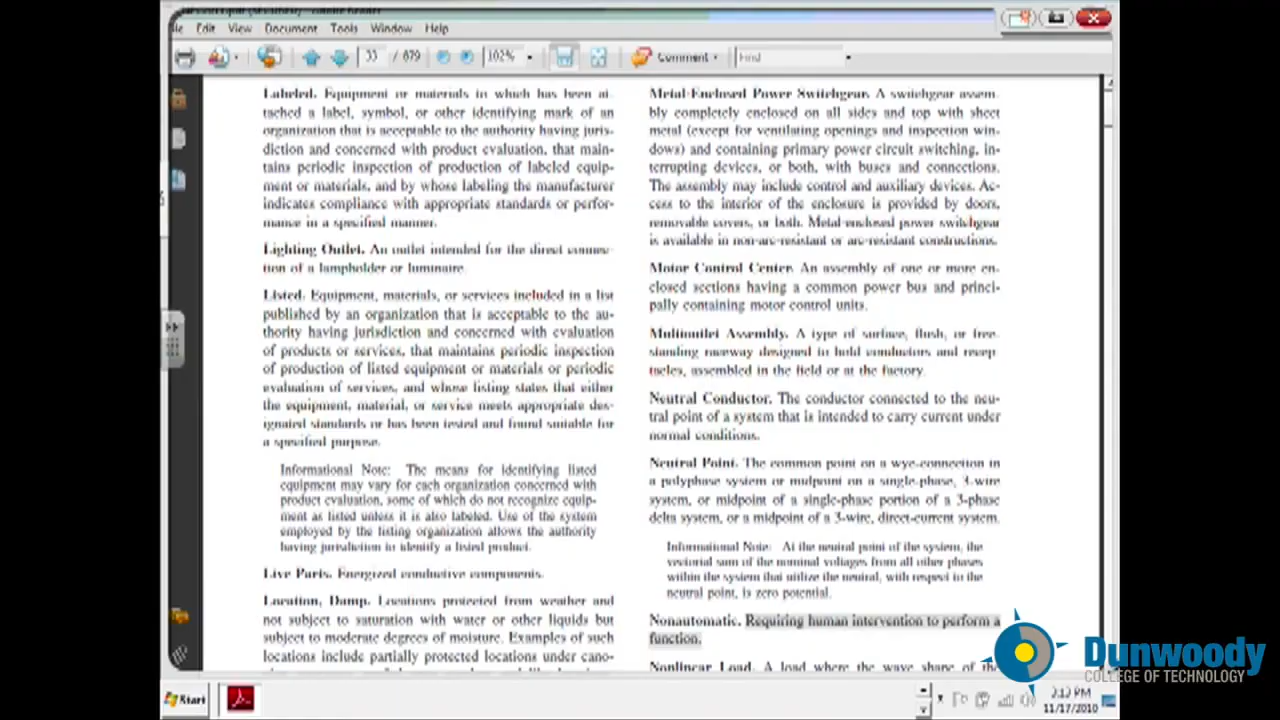 Edit View Document Tools Window Help
33 / 879 102% Comment Find
Labeled. Equipment or materials to which has been at-
tached a label, symbol, or other identifying mark of an
organization that is acceptable to the authority having juris-
diction and concerned with product evaluation, that main-
tains periodic inspection of production of labeled equip-
ment or materials, and by whose labeling the manufacturer
indicates compliance with appropriate standards or perfor-
mance in a specified manner.
Lighting Outlet. An outlet intended for the direct connec-
tion of a lampholder or luminaire.
Listed. Equipment, materials, or services included in a list
published by an organization that is acceptable to the au-
thority having jurisdiction and concerned with evaluation
of products or services, that maintains periodic inspection
of production of listed equipment or materials or periodic
evaluation of services, and whose listing states that either
the equipment, material, or service meets appropriate des-
ignated standards or has been tested and found suitable for
a specified purpose.
Informational Note: The means for identifying listed
equipment may vary for each organization concerned with
product evaluation, some of which do not recognize equip-
ment as listed unless it is also labeled. Use of the system
employed by the listing organization allows the authority
having jurisdiction to identify a listed product.
Live Parts. Energized conductive components.
Location, Damp. Locations protected from weather and
not subject to saturation with water or other liquids but
subject to moderate degrees of moisture. Examples of such
locations include partially protected locations under cano-
Metal-Enclosed Power Switchgear. A switchgear assem-
bly completely enclosed on all sides and top with sheet
metal (except for ventilating openings and inspection win-
dows) and containing primary power circuit switching, in-
terrupting devices, or both, with buses and connections.
The assembly may include control and auxiliary devices. Ac-
cess to the interior of the enclosure is provided by doors,
removable covers, or both. Metal-enclosed power switchgear
is available in non-arc-resistant or arc-resistant constructions.
Motor Control Center. An assembly of one or more en-
closed sections having a common power bus and princi-
pally containing motor control units.
Multioutlet Assembly. A type of surface, flush, or free-
standing raceway designed to hold conductors and recep-
tacles, assembled in the field or at the factory.
Neutral Conductor. The conductor connected to the neu-
tral point of a system that is intended to carry current under
normal conditions.
Neutral Point. The common point on a wye-connection in
a polyphase system or midpoint on a single-phase, 3-wire
system, or midpoint of a single-phase portion of a 3-phase
delta system, or a midpoint of a 3-wire, direct-current system.
Informational Note: At the neutral point of the system, the
vectorial sum of the nominal voltages from all other phases
within the system that utilize the neutral, with respect to the
neutral point, is zero potential.
Nonautomatic. Requiring human intervention to perform a
function.
Nonlinear Load. A load where the wave shape of the
Dunwoody
COLLEGE OF TECHNOLOGY
Start
3:13 PM
11/17/2010